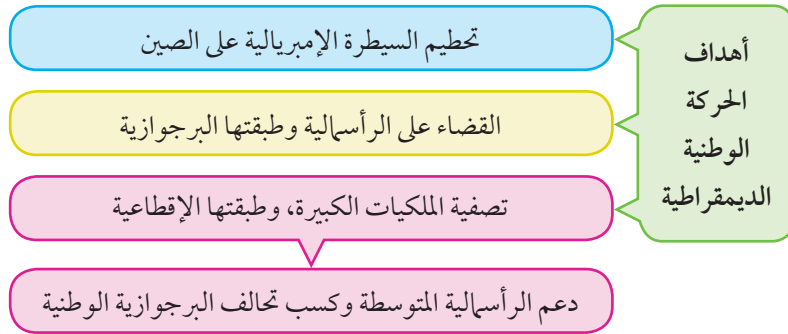 أهداف
الحركة
الوطنية
الديمقراطية
تحطيم السيطرة الإمبريالية على الصين
القضاء على الرأسمالية وطبقتها البرجوازية
تصفية الملكيات الكبيرة، وطبقتها الإقطاعية
دعم الرأسمالية المتوسطة وكسب تحالف البرجوازية الوطنية